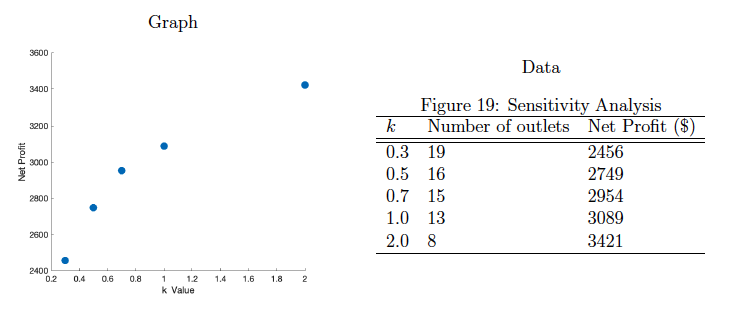 Graph
3600
3400
3200
3000
2800
2600
2400
Net Profit
0.2 0.4 0.6 0.8 1 1.2 1.4 1.6 1.8 2
k Value
Data
Figure 19: Sensitivity Analysis
k Number of outlets Net Profit ($)
0.3 19 2456
0.5 16 2749
0.7 15 2954
1.0 13 3089
2.0 8 3421